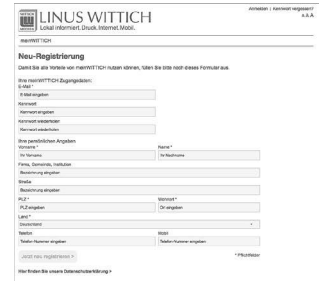 Anmelden | Kennwort vergessen?
a a A
LINUS WITTICH
Lokal informiert. Druck. Internet. Mobil.
meinWITTICH
Neu-Registrierung
Damit Sie alle Vorteile von meinWITTICH nutzen können, füllen Sie bitte noch dieses Formular aus.
Ihre meinWITTICH Zugangsdaten:
E-Mail *
E-Mail eingeben
Kennwort
Kennwort eingeben
Kennwort wiederholen
Kennwort wiederholen
Ihre persönlichen Angaben
Vorname * Name *
Ihr Vorname Ihr Nachname
Firma, Gemeinde, Institution
Bezeichnung eingeben
Straße
Bezeichnung eingeben
PLZ * Wohnort *
PLZ eingeben Ort eingeben
Land *
Deutschland
Telefon Mobil
Telefon-Nummer eingeben Telefon-Nummer eingeben
Jetzt neu registrieren > * Pflichtfelder
Hier finden Sie unsere Datenschutzerklärung >